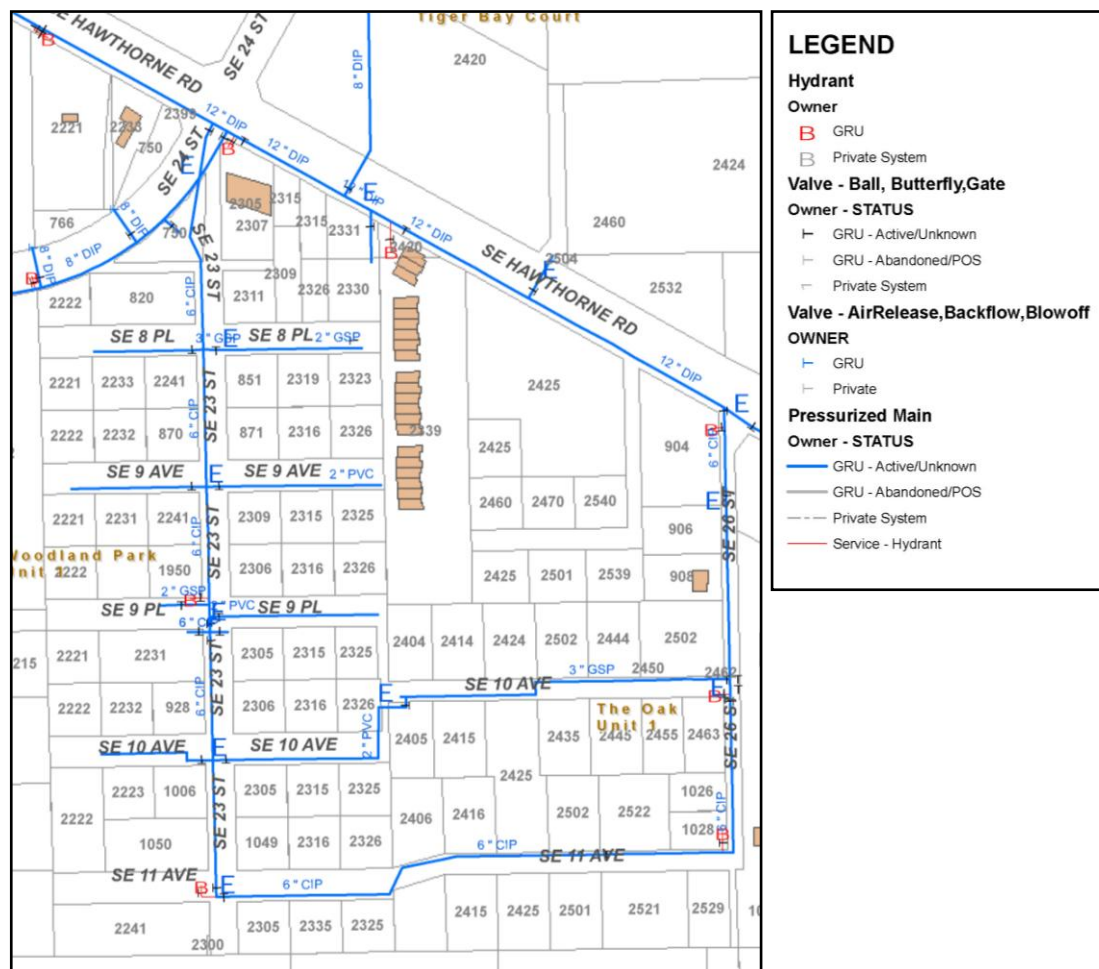 Tiger Bay Court
SE HAWTHORNE RD
SE 24 ST
2420
8" DIP
2221
2233
750
2399
12" DIP
12" DIP
SE 24 ST
12" DIP
2424
766
8" DIP
750
2305
2315
2307
2315
2331
2420
12" DIP
2460
8" DIP
8" DIP
SE 23 ST
2309
SE HAWTHORNE RD
2504
2532
2222
820
6" CIP
2311
2326
2330
SE 8 PL
3" GSP
SE 8 PL
2" GSP
12" DIP
2221
2233
2241
SE 23 ST
851
2319
2323
2425
2222
2232
870
6" CIP
871
2316
2326
2339
2425
904
6" CIP
SE 9 AVE
SE 9 AVE
2" PVC
2460
2470
2540
SE 26 ST
2221
2231
2241
SE 23 ST
2309
2315
2325
906
6" CIP
Woodland Park
Unit 2
2222
1950
2306
2316
2326
2425
2501
2539
908
2" GSP
SE 9 PL
PVC
SE 9 PL
6" CIP
215
2221
2231
SE 23 ST
2305
2315
2325
2404
2414
2424
2502
2444
2502
3" GSP
2450
2462
SE 10 AVE
2222
2232
928
6" CIP
2306
2316
2326
The Oak
Unit 1
SE 26 ST
SE 10 AVE
SE 10 AVE
2" PVC
2405
2415
2435
2445
2455
2463
2425
2223
1006
SE 23 ST
2305
2315
2325
1026
2222
2406
2416
2502
2522
6" CIP
1028
1050
1049
2316
2326
6" CIP
SE 11 AVE
SE 11 AVE
6" CIP
2241
2300
2305
2335
2325
2415
2425
2501
2521
2529
LEGEND
Hydrant
Owner
GRU
Private System
Valve - Ball, Butterfly,Gate
Owner - STATUS
GRU - Active/Unknown
GRU - Abandoned/POS
Private System
Valve - AirRelease,Backflow,Blowoff
OWNER
GRU
Private
Pressurized Main
Owner - STATUS
GRU - Active/Unknown
GRU - Abandoned/POS
Private System
Service - Hydrant